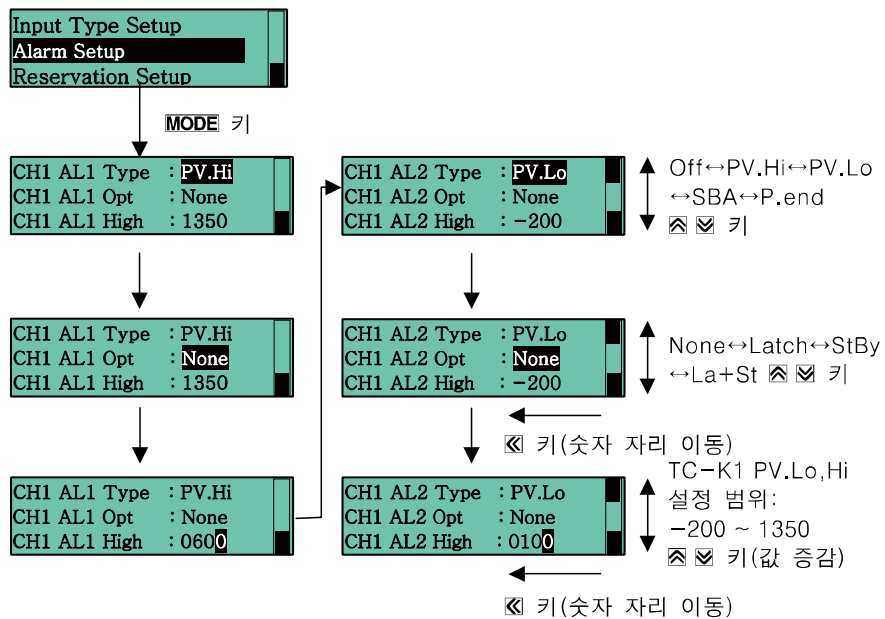 Input Type Setup
Alarm Setup
Reservation Setup
MODE 키
CH1 AL1 Type : PV.Hi
CH1 AL1 Opt : None
CH1 AL1 High : 1350
CH1 AL2 Type : PV.Lo
CH1 AL2 Opt : None
CH1 AL2 High : -200
Off↔PV.Hi↔PV.Lo
↔SBA↔P.end
키
CH1 AL1 Type : PV.Hi
CH1 AL1 Opt : None
CH1 AL1 High : 1350
CH1 AL2 Type : PV.Lo
CH1 AL2 Opt : None
CH1 AL2 High : -200
None↔Latch↔StBy
↔La+St 키
키(숫자 자리 이동)
CH1 AL1 Type : PV.Hi
CH1 AL1 Opt : None
CH1 AL1 High : 0600
CH1 AL2 Type : PV.Lo
CH1 AL2 Opt : None
CH1 AL2 High : 0100
TC-K1 PV.Lo,Hi
설정 범위:
-200 ~ 1350
키(값 증감)
키(숫자 자리 이동)